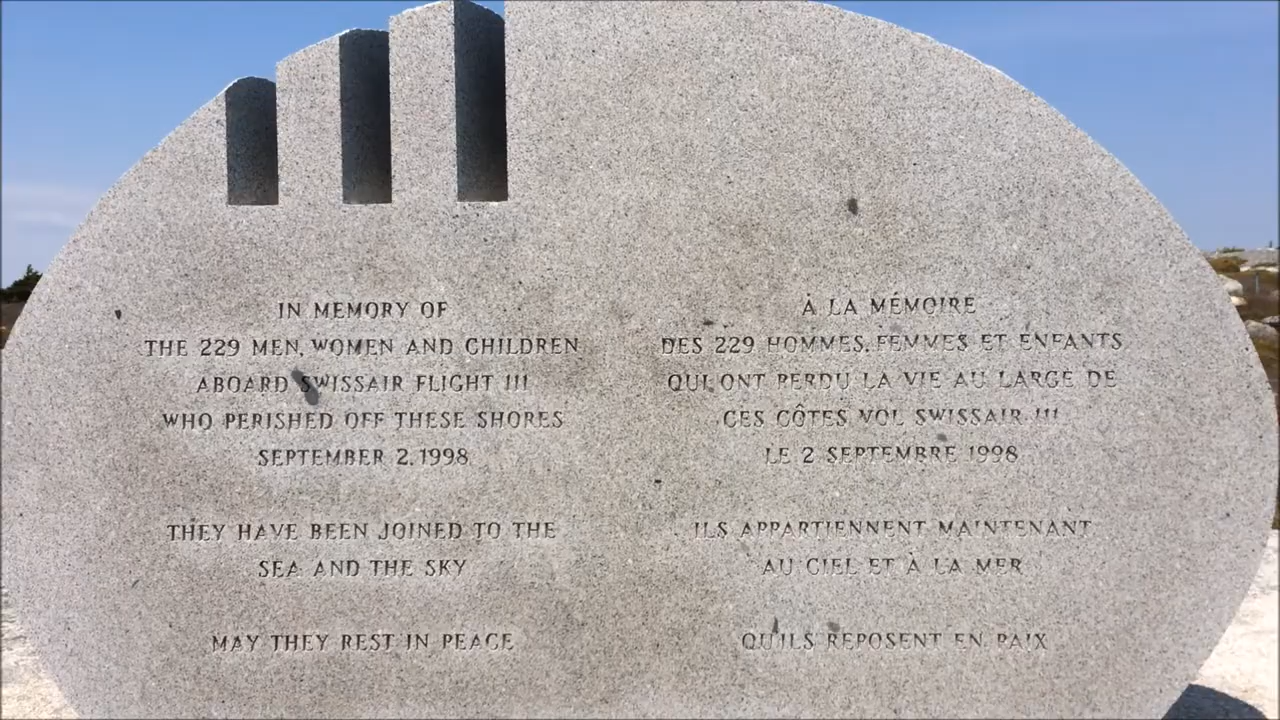 IN MEMORY OF
THE 229 MEN, WOMEN AND CHILDREN
ABOARD SWISSAIR FLIGHT 111
WHO PERISHED OFF THESE SHORES
SEPTEMBER 2, 1998
THEY HAVE BEEN JOINED TO THE
SEA AND THE SKY
MAY THEY REST IN PEACE
À LA MÉMOIRE
DES 229 HOMMES, FEMMES ET ENFANTS
QUI ONT PERDU LA VIE AU LARGE DE
CES CÔTES VOL SWISSAIR 111
LE 2 SEPTEMBRE 1998
ILS APPARTIENNENT MAINTENANT
AU CIEL ET À LA MER
QU'ILS REPOSENT EN PAIX